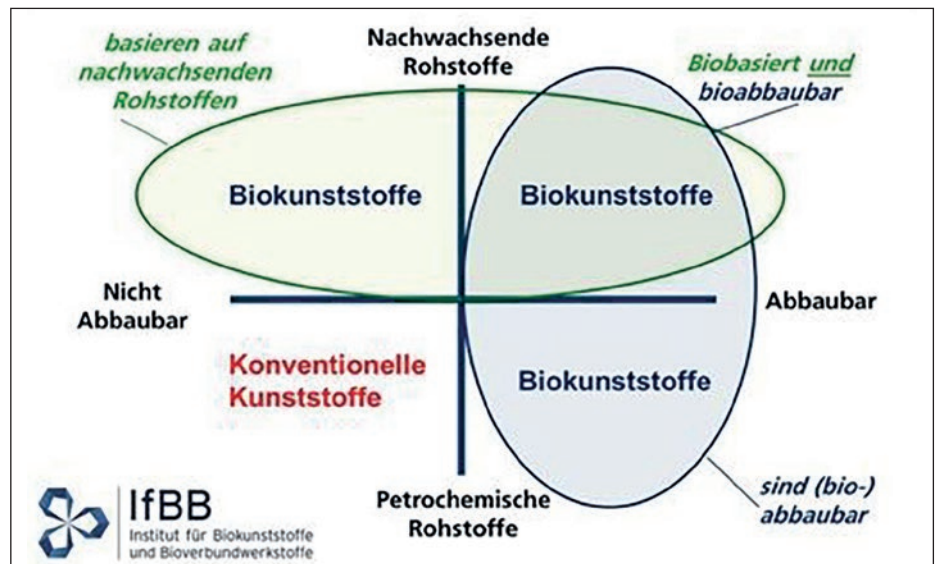 basieren auf
nachwachsenden
Rohstoffen
Nachwachsende
Rohstoffe
Biobasiert und
bioabbaubar
Biokunststoffe
Biokunststoffe
Nicht
Abbaubar
Abbaubar
Konventionelle
Kunststoffe
Biokunststoffe
Petrochemische
Rohstoffe
sind (bio-)
abbaubar
IfBB
Institut für Biokunststoffe
und Bioverbundwerkstoffe